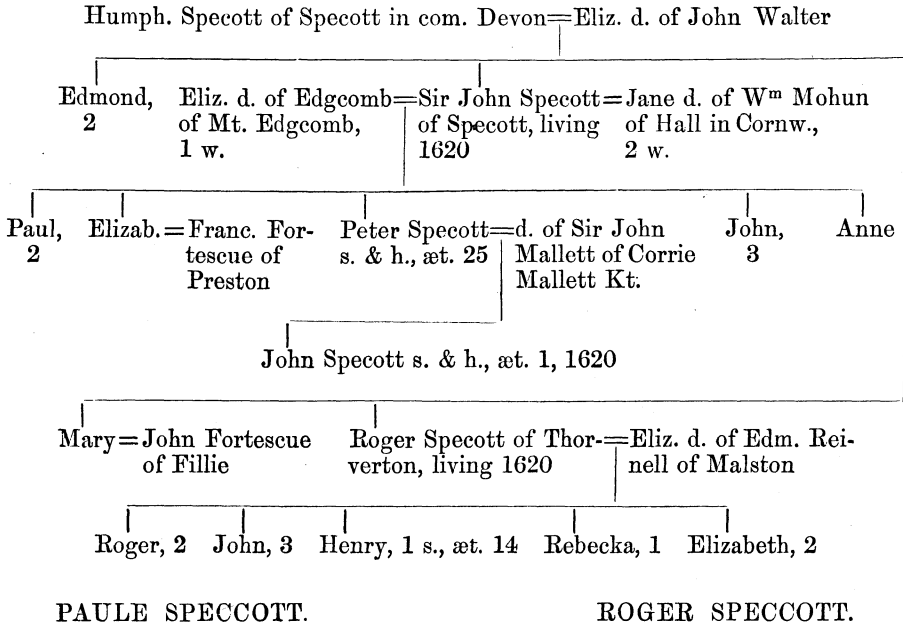 Humph. Specott of Specott in com. Devon=Eliz. d. of John Walter
Edmond, 2
Eliz. d. of Edgcomb=Sir John Specott=Jane d. of Wᵐ Mohun
of Mt. Edgcomb, 1 w.
of Specott, living 1620
of Hall in Cornw., 2 w.
Paul, 2
Elizab.=Franc. For-
tescue of
Preston
Peter Specott=d. of Sir John
s. & h., æt. 25
Mallett of Corrie
Mallett Kt.
John, 3
Anne
John Specott s. & h., æt. 1, 1620
Mary=John Fortescue
of Fillie
Roger Specott of Thor-=Eliz. d. of Edm. Rei-
verton, living 1620
nell of Malston
Roger, 2 John, 3 Henry, 1 s., æt. 14 Rebecka, 1 Elizabeth, 2
PAULE SPECCOTT. ROGER SPECCOTT.